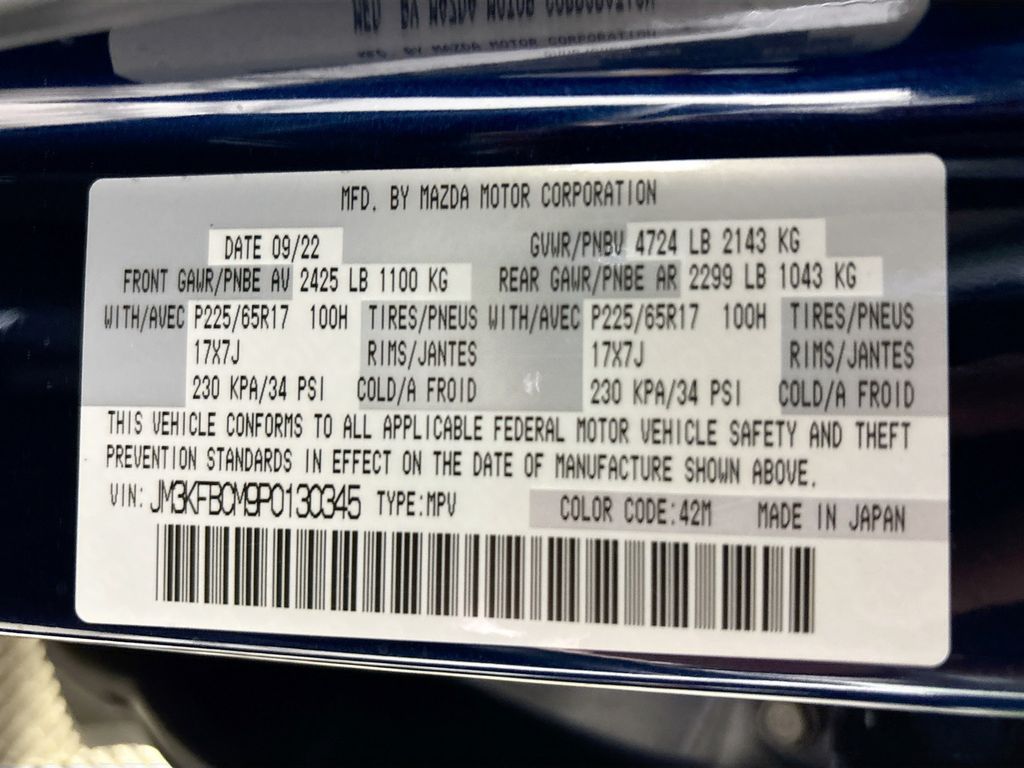 MFD. BY MAZDA MOTOR CORPORATION
DATE 09/22 GVWR/PNBV 4724 LB 2143 KG
FRONT GAWR/PNBE AV 2425 LB 1100 KG REAR GAWR/PNBE AR 2299 LB 1043 KG
WITH/AVEC P225/65R17 100H TIRES/PNEUS WITH/AVEC P225/65R17 100H TIRES/PNEUS
17X7J RIMS/JANTES 17X7J RIMS/JANTES
230 KPA/34 PSI COLD/A FROID 230 KPA/34 PSI COLD/A FROID
THIS VEHICLE CONFORMS TO ALL APPLICABLE FEDERAL MOTOR VEHICLE SAFETY AND THEFT
PREVENTION STANDARDS IN EFFECT ON THE DATE OF MANUFACTURE SHOWN ABOVE.
VIN: JM3KFBCM9P0130345 TYPE:MPV COLOR CODE:42M MADE IN JAPAN